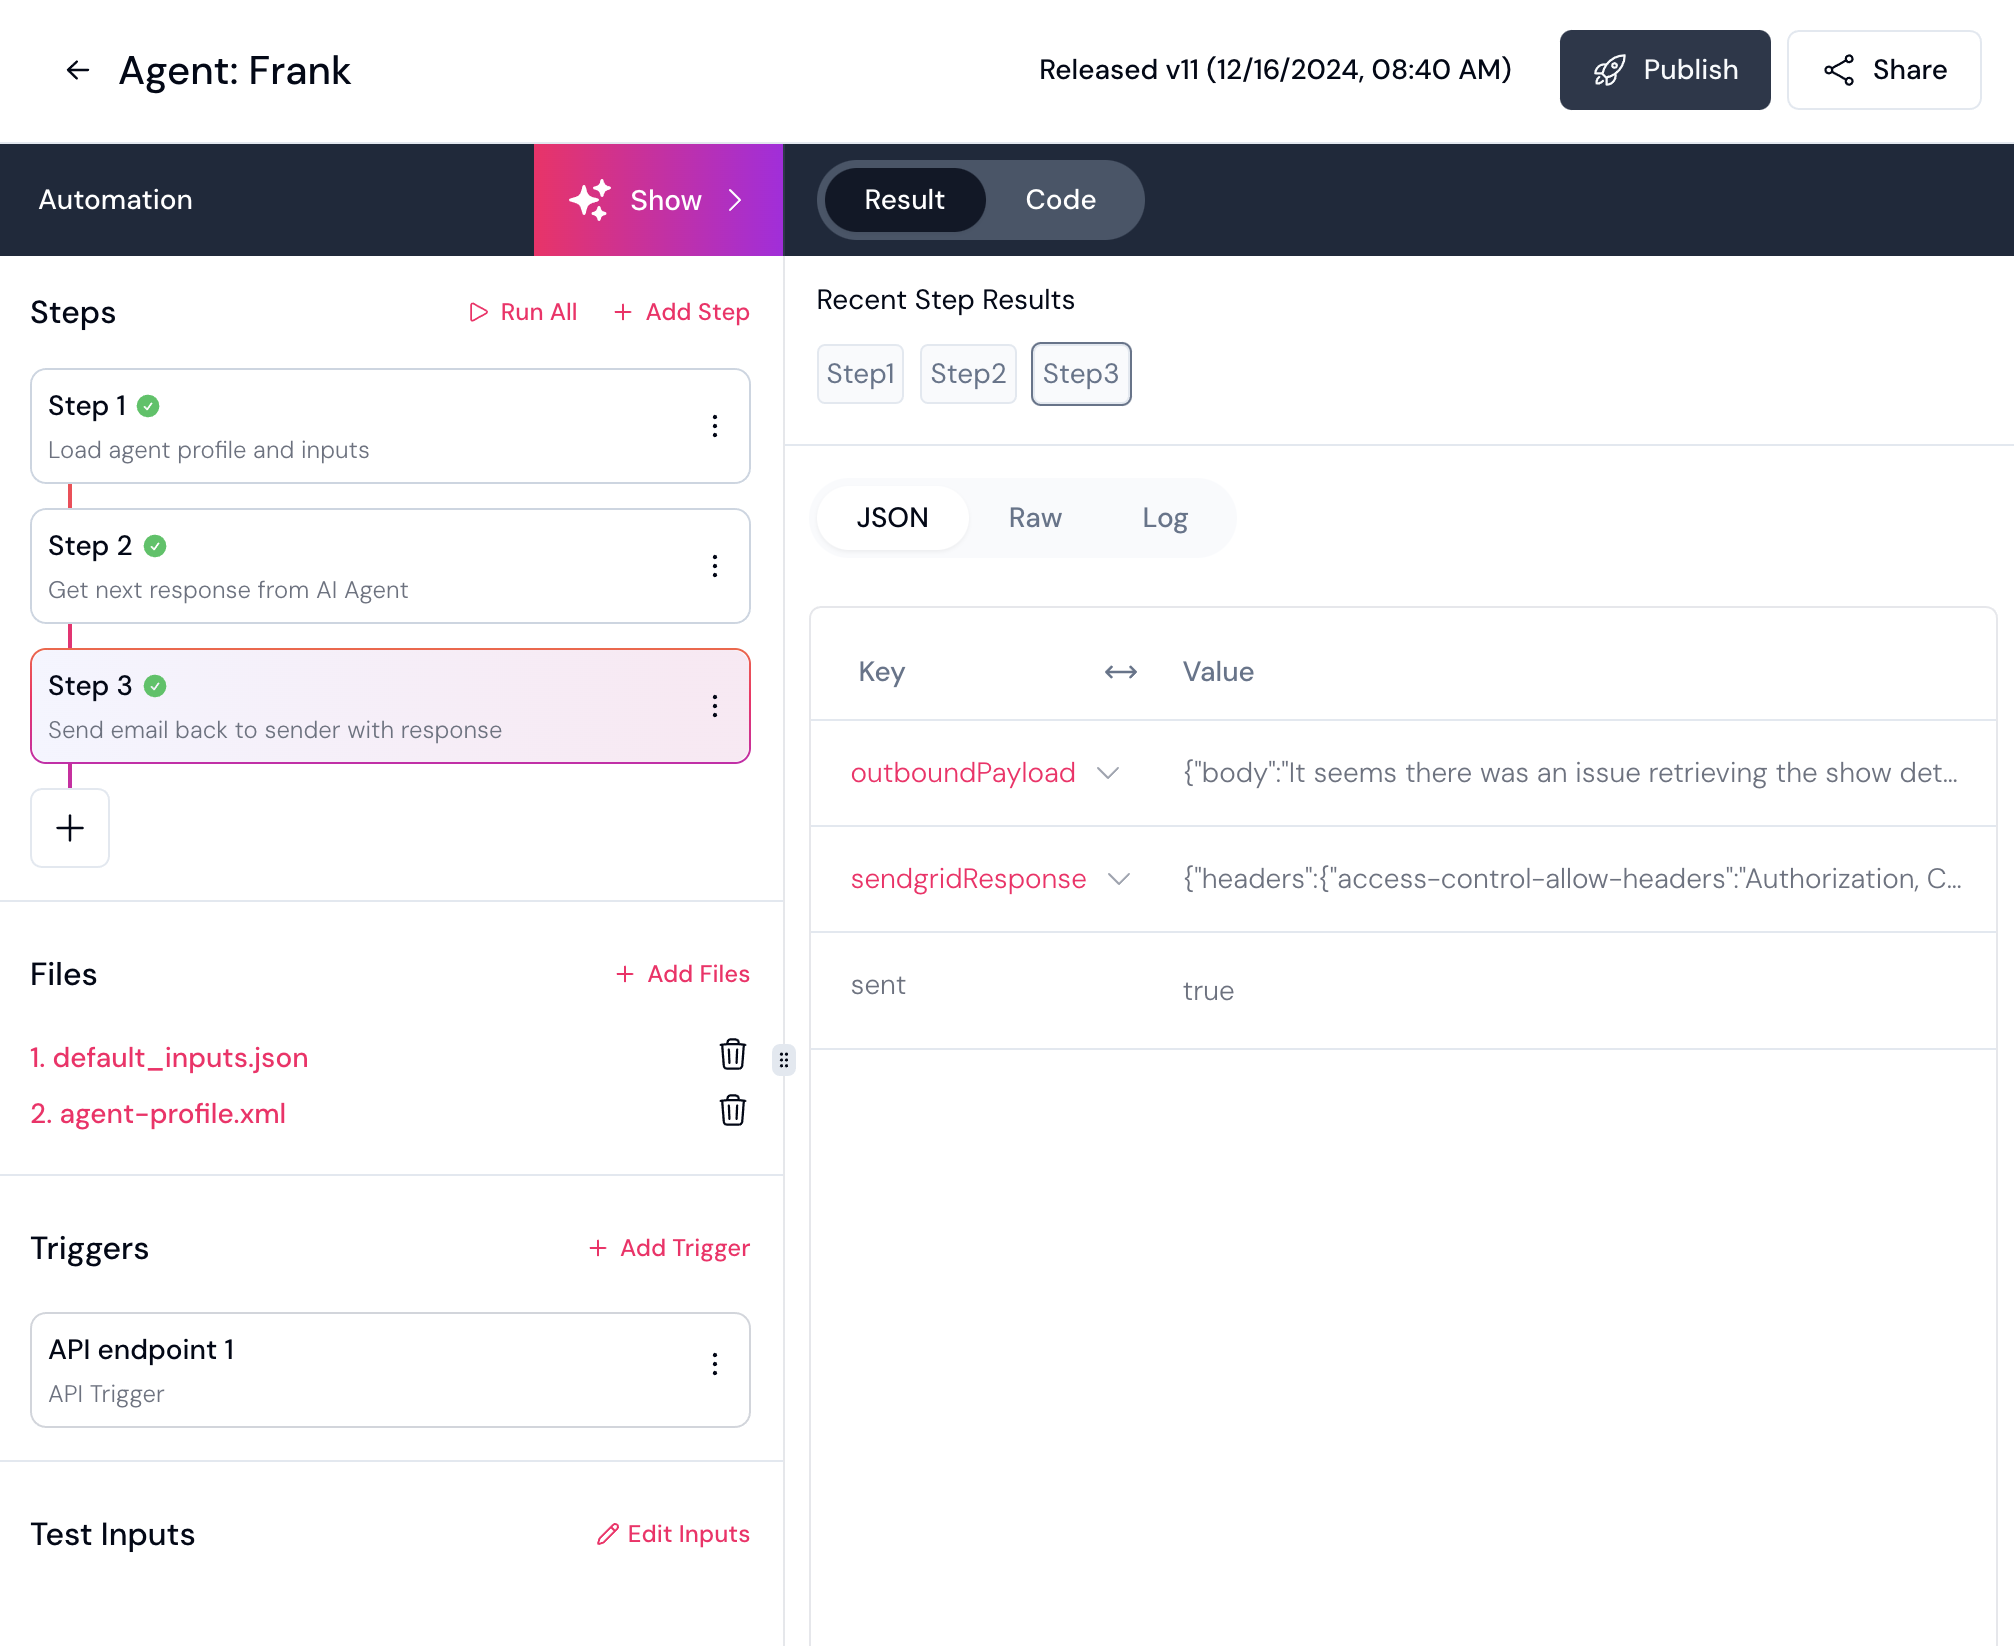 Agent: Frank
Released v11 (12/16/2024, 08:40 AM)
Publish
Share
Automation
Show
Result
Code
Steps
Run All
+ Add Step
Step 1
Load agent profile and inputs
Step 2
Get next response from AI Agent
Step 3
Send email back to sender with response
Files
+ Add Files
1. default_inputs.json
2. agent-profile.xml
Triggers
+ Add Trigger
API endpoint 1
API Trigger
Test Inputs
Edit Inputs
Recent Step Results
Step1
Step2
Step3
JSON
Raw
Log
Key
Value
outboundPayload
{"body":"It seems there was an issue retrieving the show det...
sendgridResponse
{"headers":{"access-control-allow-headers":"Authorization, C...
sent
true